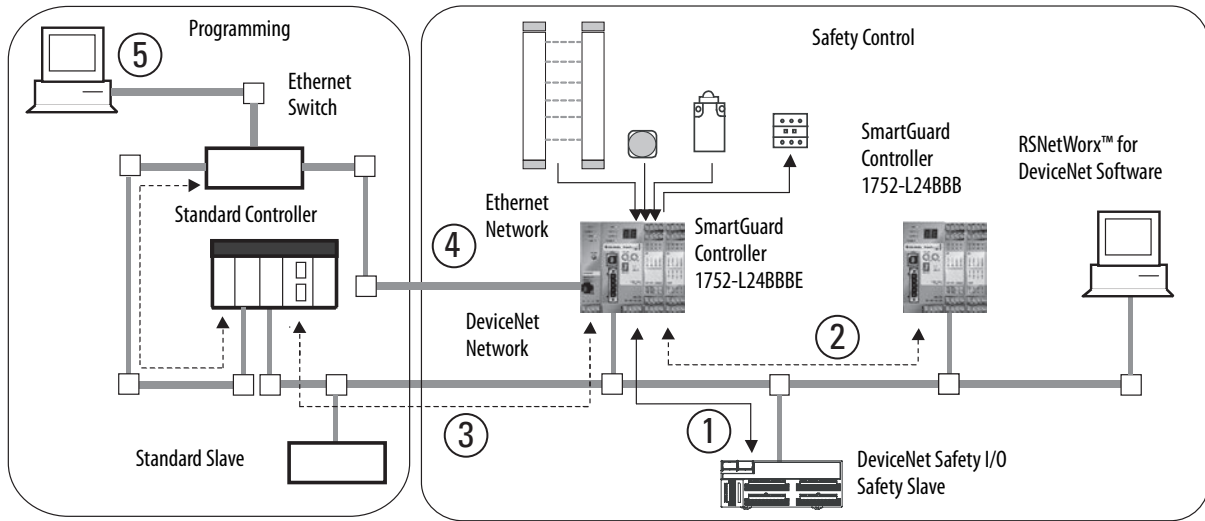 Programming
5
Ethernet
Switch
Standard Controller
Standard Slave
Safety Control
Ethernet
Network
4
SmartGuard
Controller
1752-L24BBBE
SmartGuard
Controller
1752-L24BBB
RSNetWorx™ for
DeviceNet Software
DeviceNet
Network
2
3
1
DeviceNet Safety I/O
Safety Slave